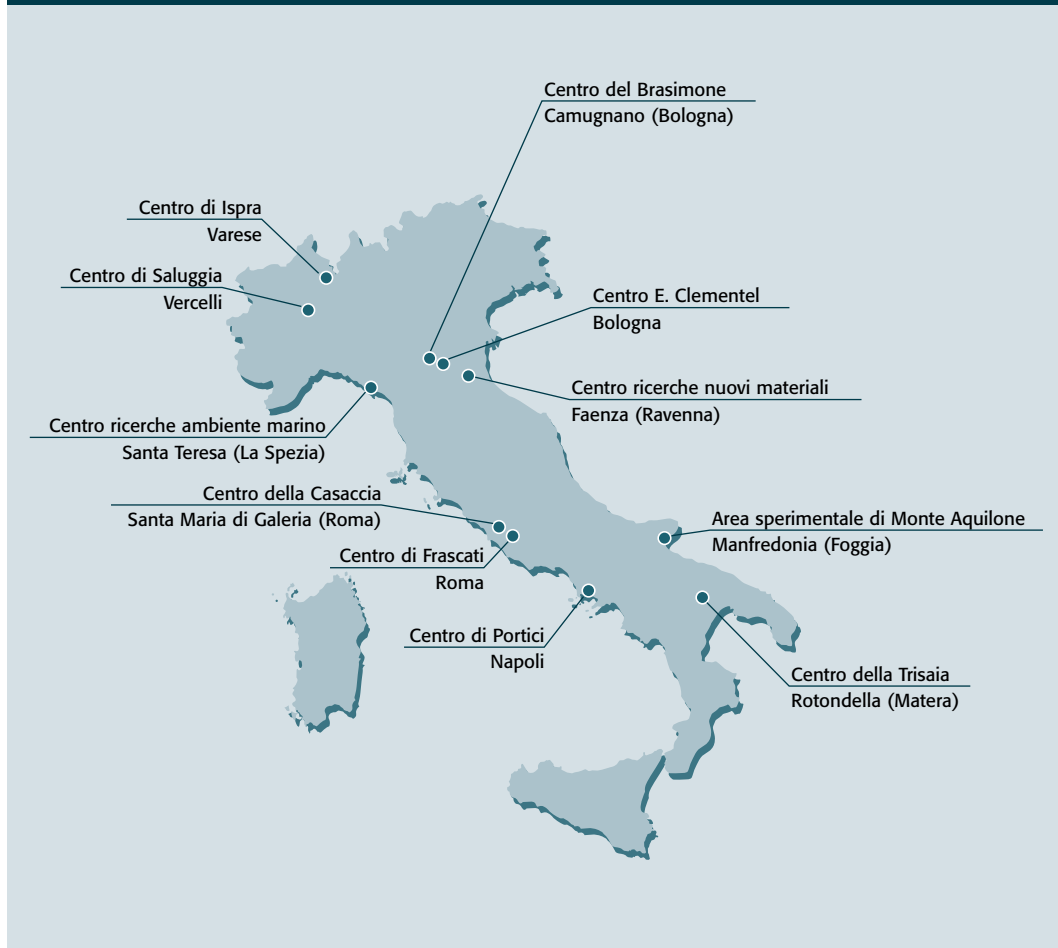 Centro del Brasimone
Camugnano (Bologna)
Centro di Ispra
Varese
Centro di Saluggia
Vercelli
Centro E. Clementel
Bologna
Centro ricerche nuovi materiali
Faenza (Ravenna)
Centro ricerche ambiente marino
Santa Teresa (La Spezia)
Centro della Casaccia
Santa Maria di Galeria (Roma)
Area sperimentale di Monte Aquilone
Manfredonia (Foggia)
Centro di Frascati
Roma
Centro di Portici
Napoli
Centro della Trisaia
Rotondella (Matera)